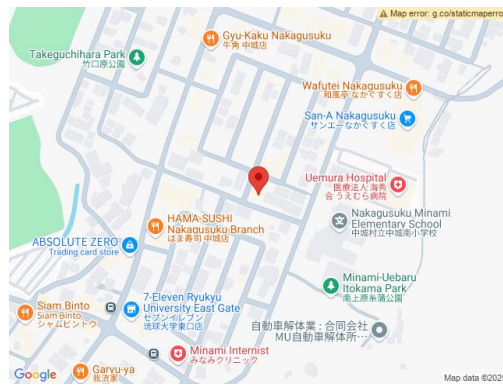 Map error: g.co/staticmaperro
Gyu-Kaku Nakagusuku
牛角 中城店
Takeguchihara Park
竹口原公園
Wafutei Nakagusuku
和風亭 なかぐすく店
San-A Nakagusuku
サンエーなかぐすく店
Uemura Hospital
医療法人 海秀
会 うえむら病院
Nakagusuku Minami
Elementary School
中城村立中城南小学校
HAMA-SUSHI
Nakagusuku Branch
はま寿司 中城店
ABSOLUTE ZERO
Trading card store
Minami-Uebaru
Itokama Park
南上原糸蒲公園
7-Eleven Ryukyu
University East Gate
セブンイレブン
琉球大学東口店
Siam Binto
シャムビントウ
自動車解体業：合同会社
MU自動車解体所…
Minami Internist
みなみクリニック
Garyu-ya
我流家
Google
Map data ©202